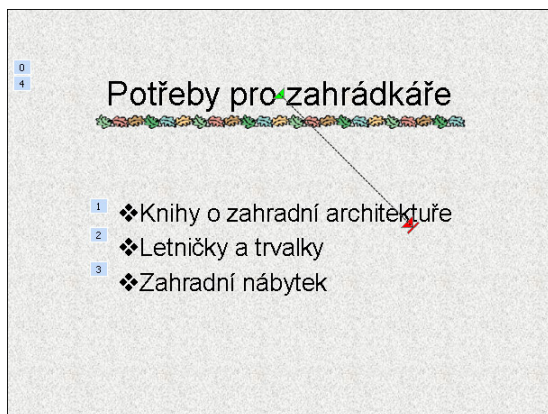 0
4
Potřeby pro zahrádkáře
1
❖Knihy o zahradní architektuře
2
❖Letničky a trvalky
3
❖Zahradní nábytek